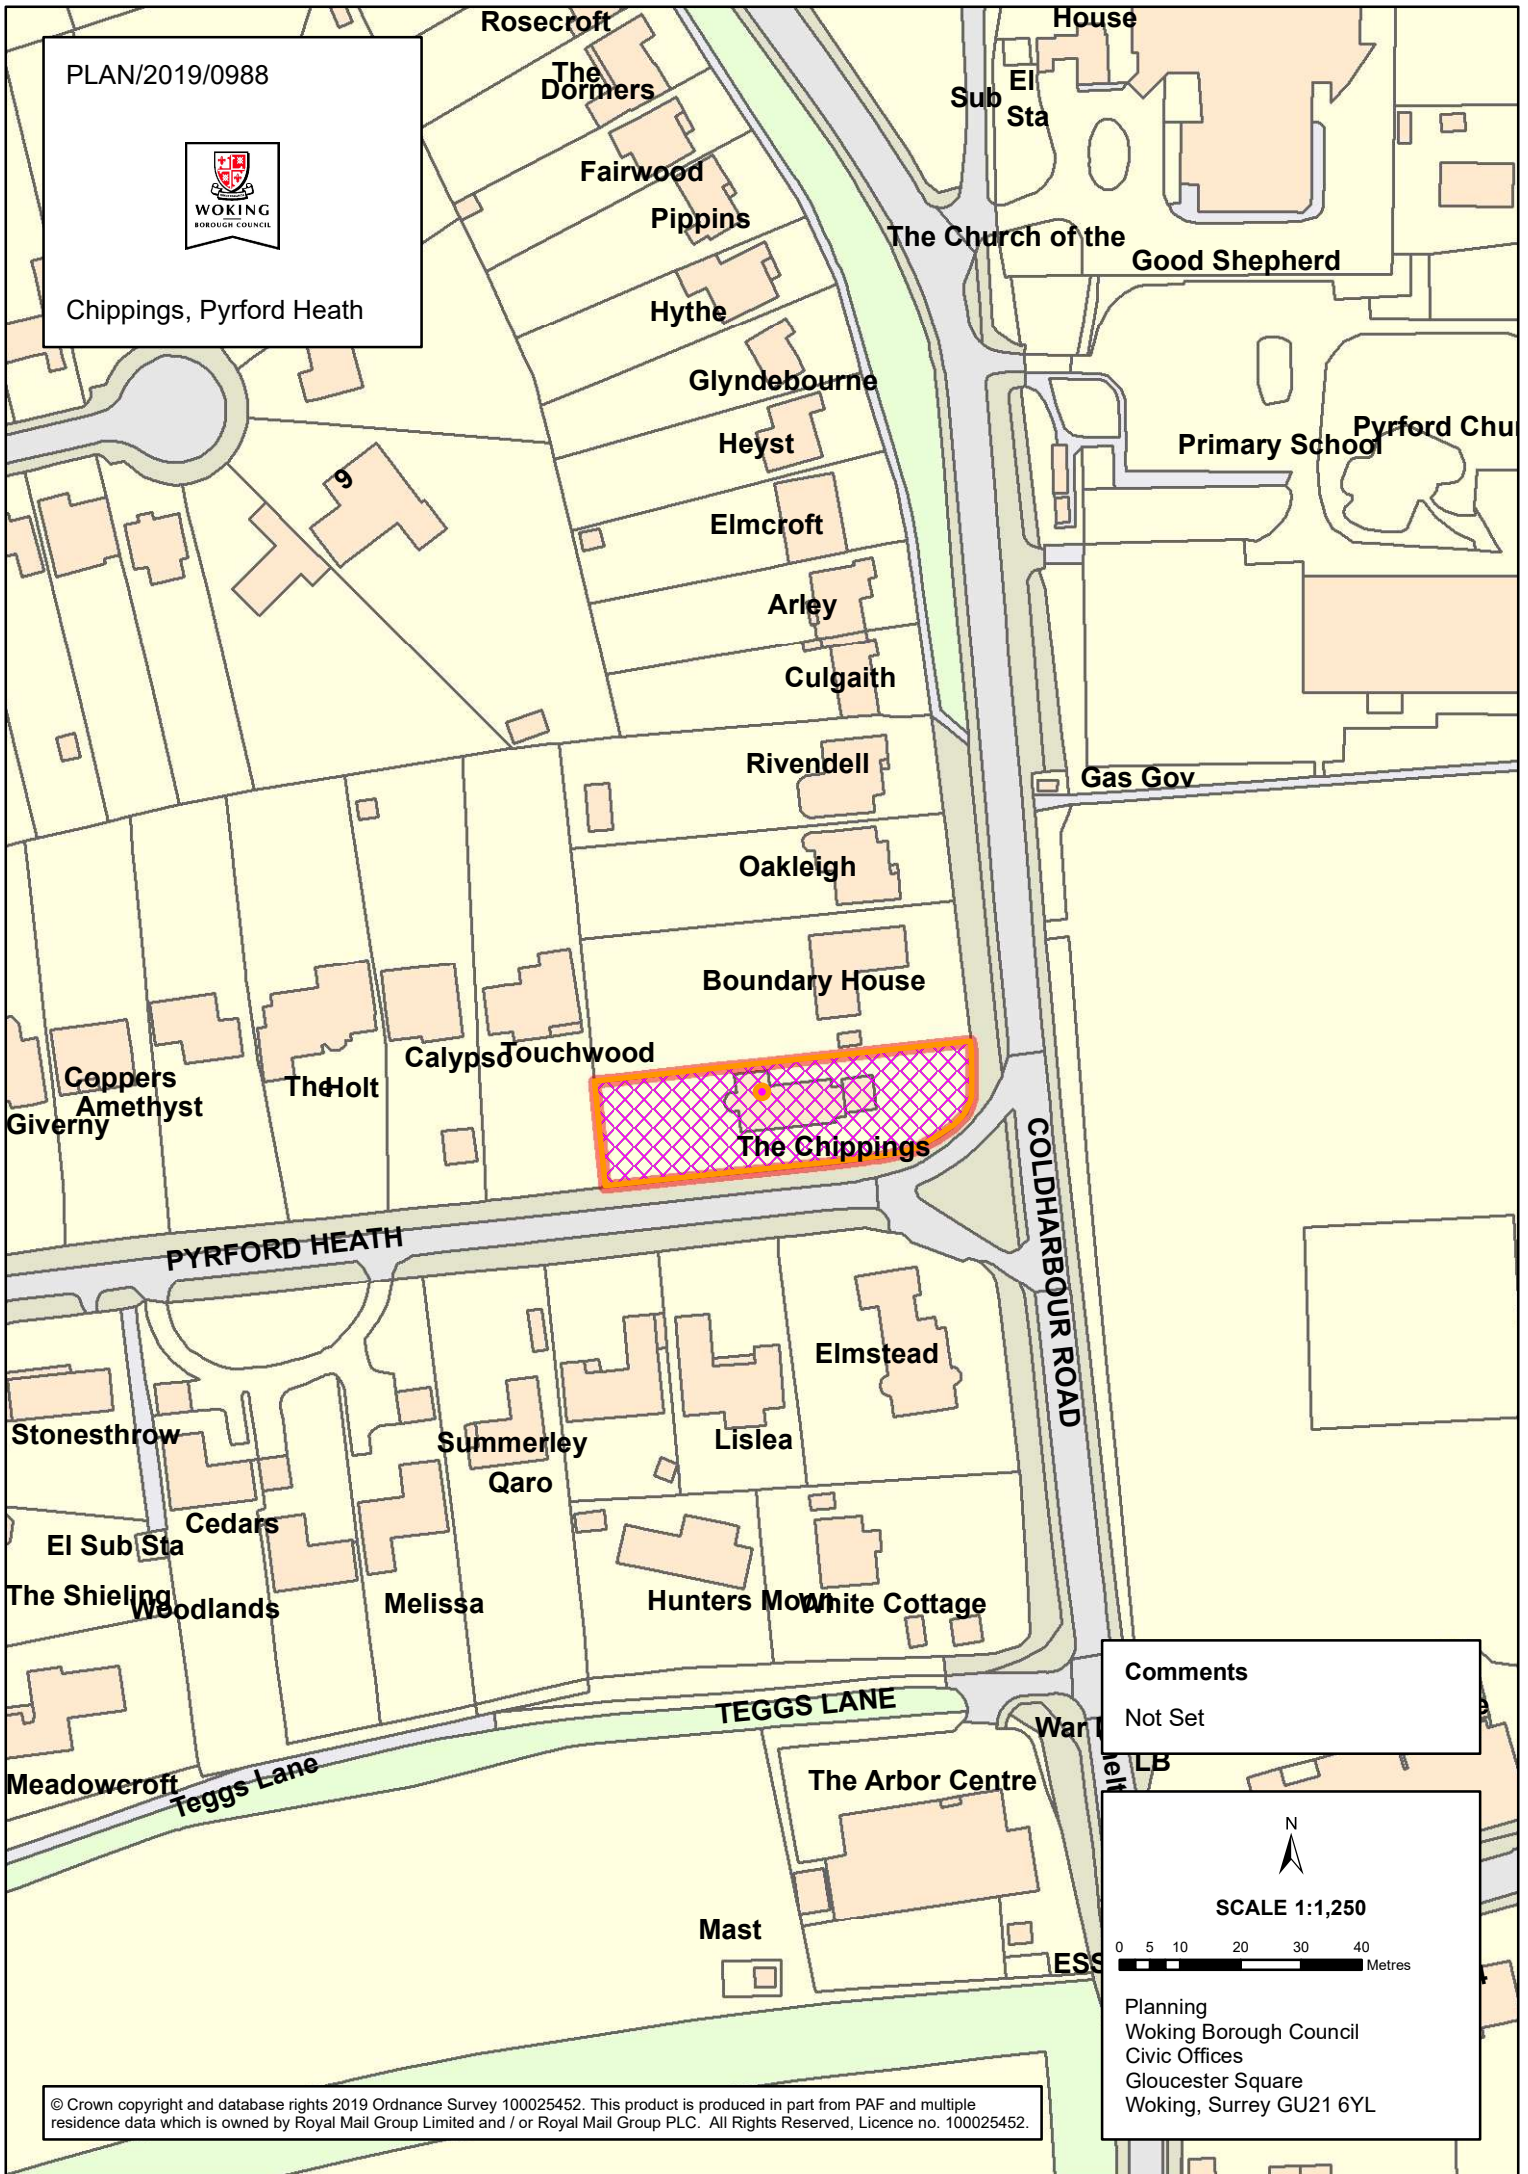 PLAN/2019/0988
WOKING
BOROUGH COUNCIL
Chippings, Pyrford Heath
Rosecroft
The
Dormers
Fairwood
Pippins
Hythe
Glyndebourne
Heyst
Elmcroft
Arley
Culgaith
Rivendell
Oakleigh
Boundary House
House
El
Sub
Sta
The Church of the
Good Shepherd
Primary School
Pyrford
9
Gas Gov
Touchwood
Calypso
The Holt
Coppers
Amethyst
Giverny
The Chippings
PYRFORD HEATH
COLDHARBOUR ROAD
Elmstead
Lislea
Summerley
Qaro
Stonesthrow
Cedars
El Sub Sta
The Shieling
Woodlands
Melissa
Hunters Moon
White Cottage
TEGGS LANE
Teggs Lane
Meadowcroft
The Arbor Centre
War
LB
Mast
ESS
Comments
Not Set
N
SCALE 1:1,250
0 5 10 20 30 40
Metres
Planning
Woking Borough Council
Civic Offices
Gloucester Square
Woking, Surrey GU21 6YL
© Crown copyright and database rights 2019 Ordnance Survey 100025452. This product is produced in part from PAF and multiple
residence data which is owned by Royal Mail Group Limited and / or Royal Mail Group PLC. All Rights Reserved, Licence no. 100025452.